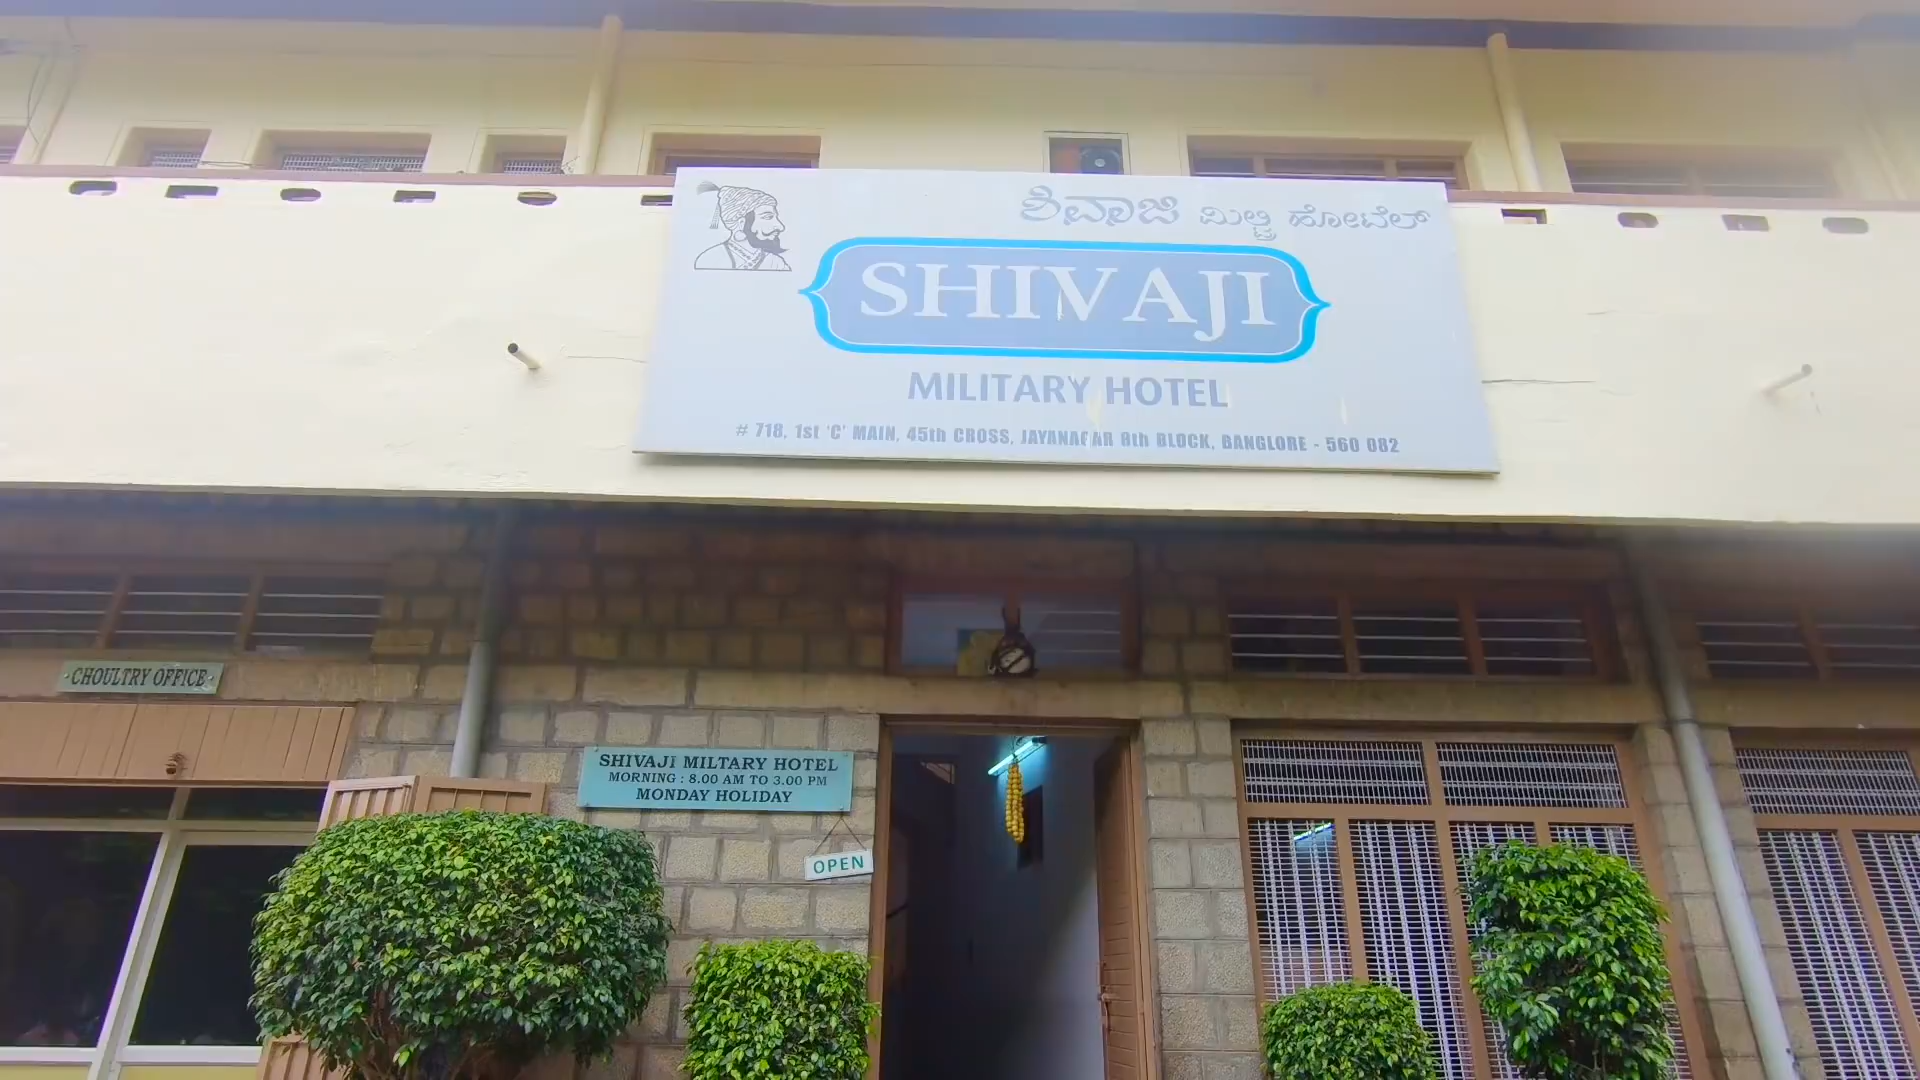 ಶಿವಾಜಿ ಮಿಲ್ಟ್ರಿ ಹೋಟೆಲ್
SHIVAJI
MILITARY HOTEL
# 718, 1st 'C' MAIN, 45th CROSS, JAYANAGAR 8th BLOCK, BANGLORE - 560 082
CHOULTRY OFFICE
SHIVAJI MILTARY HOTEL
MORNING : 8.00 AM TO 3.00 PM
MONDAY HOLIDAY
OPEN